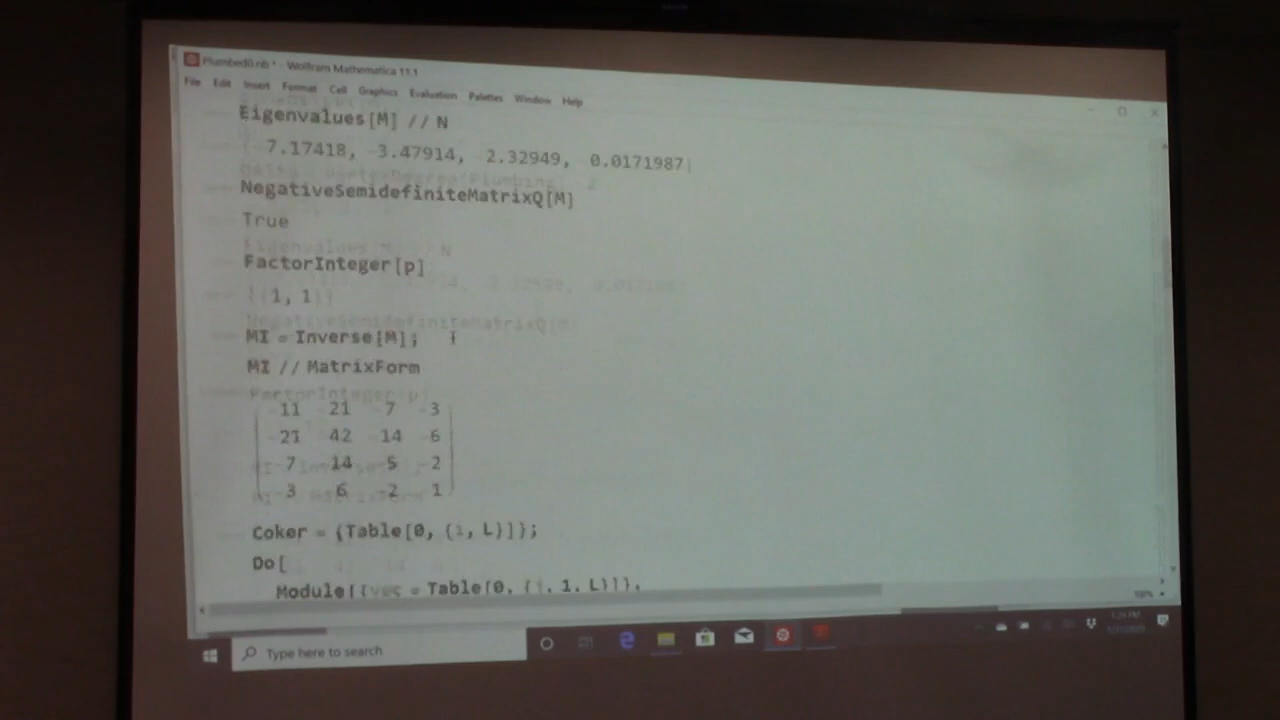 Plumbed0.nb * - Wolfram Mathematica 11.1
File Edit Insert Format Cell Graphics Evaluation Palettes Window Help
Eigenvalues[M] // N
7.17418, -3.47914, 2.32949, 0.0171987
NegativeSemidefiniteMatrixQ[M]
True
FactorInteger[p]
{{1, 1}}
MI = Inverse[M];
MI // MatrixForm
11 21 7 -3
21 42 14 -6
7 -14 5 2
3 6 -2 1
Coker = {Table[0, {i, L}]};
Do[
Module[{vec = Table[0, {j, 1, L}]},
100%
Type here to search